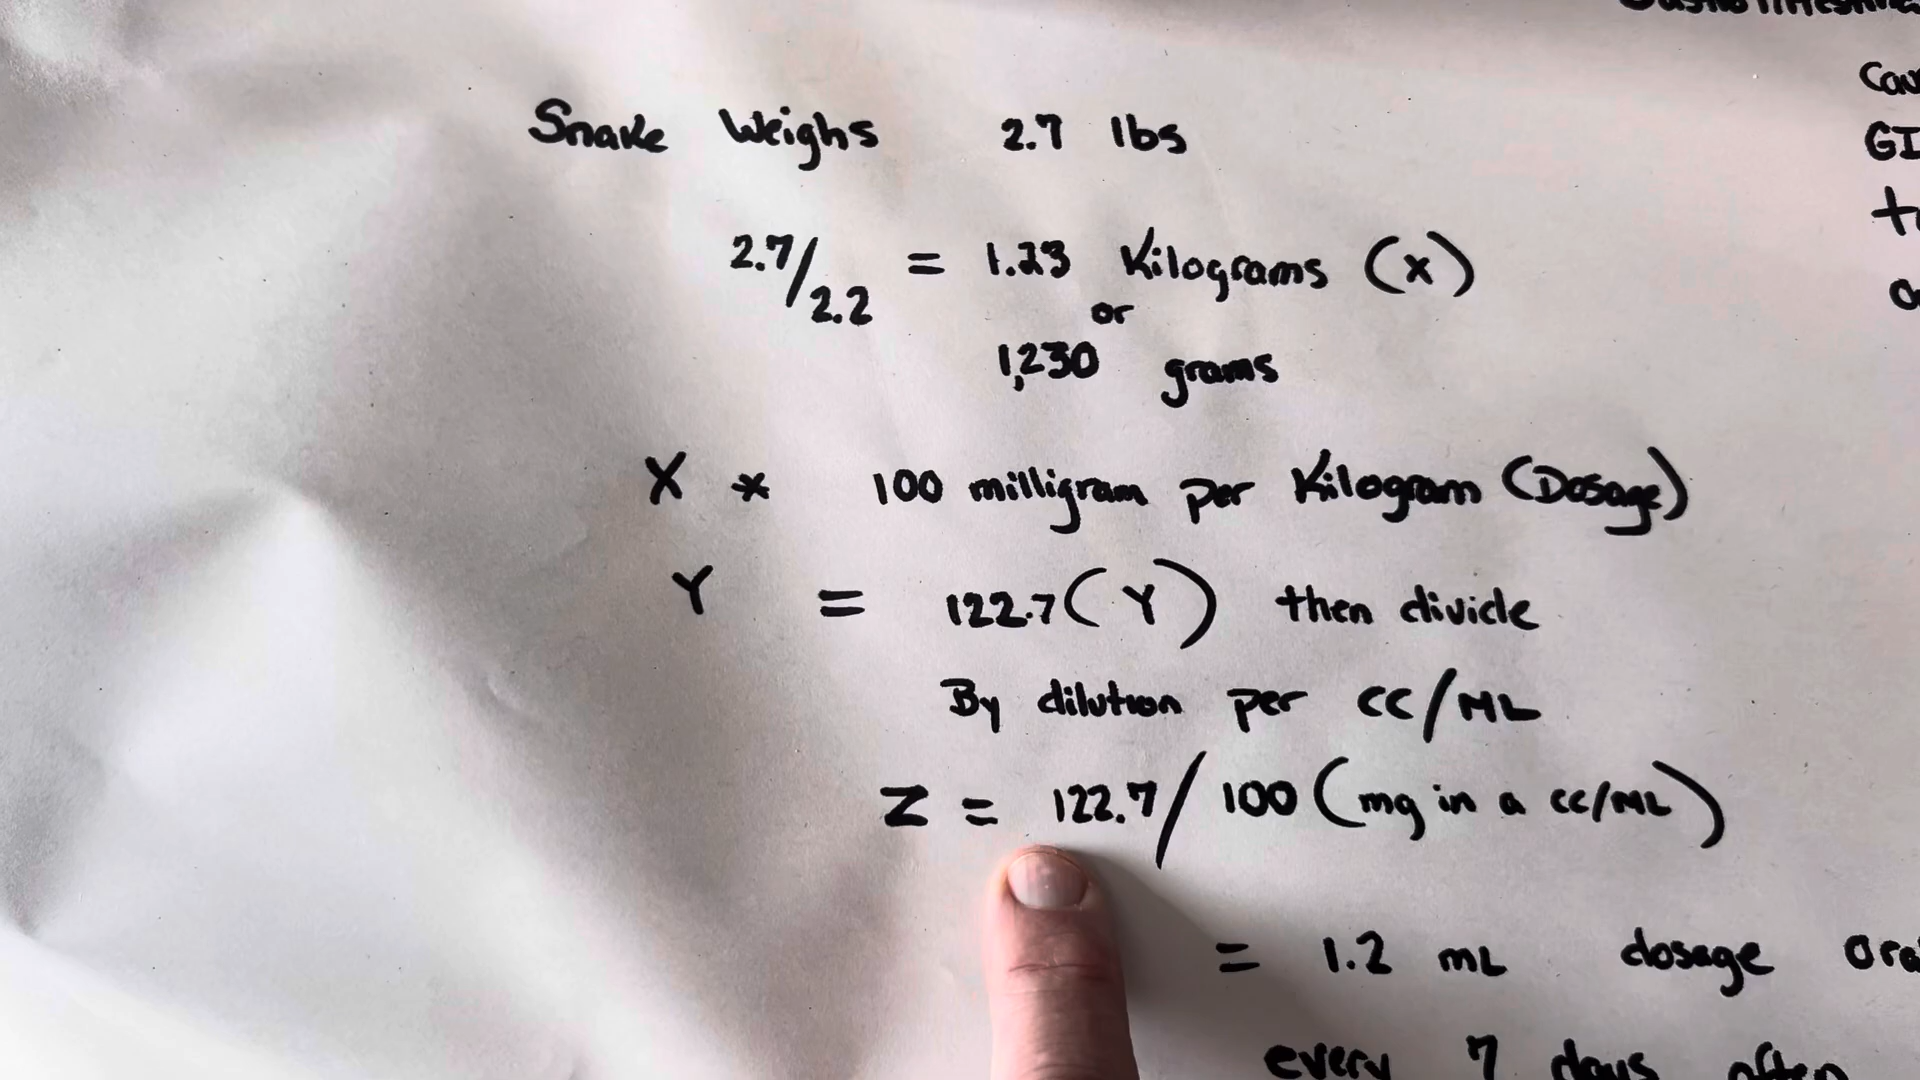 Snake Weighs 2.7 lbs
2.7/2.2 = 1.23 Kilograms (X)
or
1,230 grams
X * 100 milligram per Kilogram (Dosage)
Y = 122.7 (Y) then divide
By dilution per CC/ML
Z = 122.7/100 (mg in a cc/ML)
= 1.2 mL dosage
every 7 days often
GI